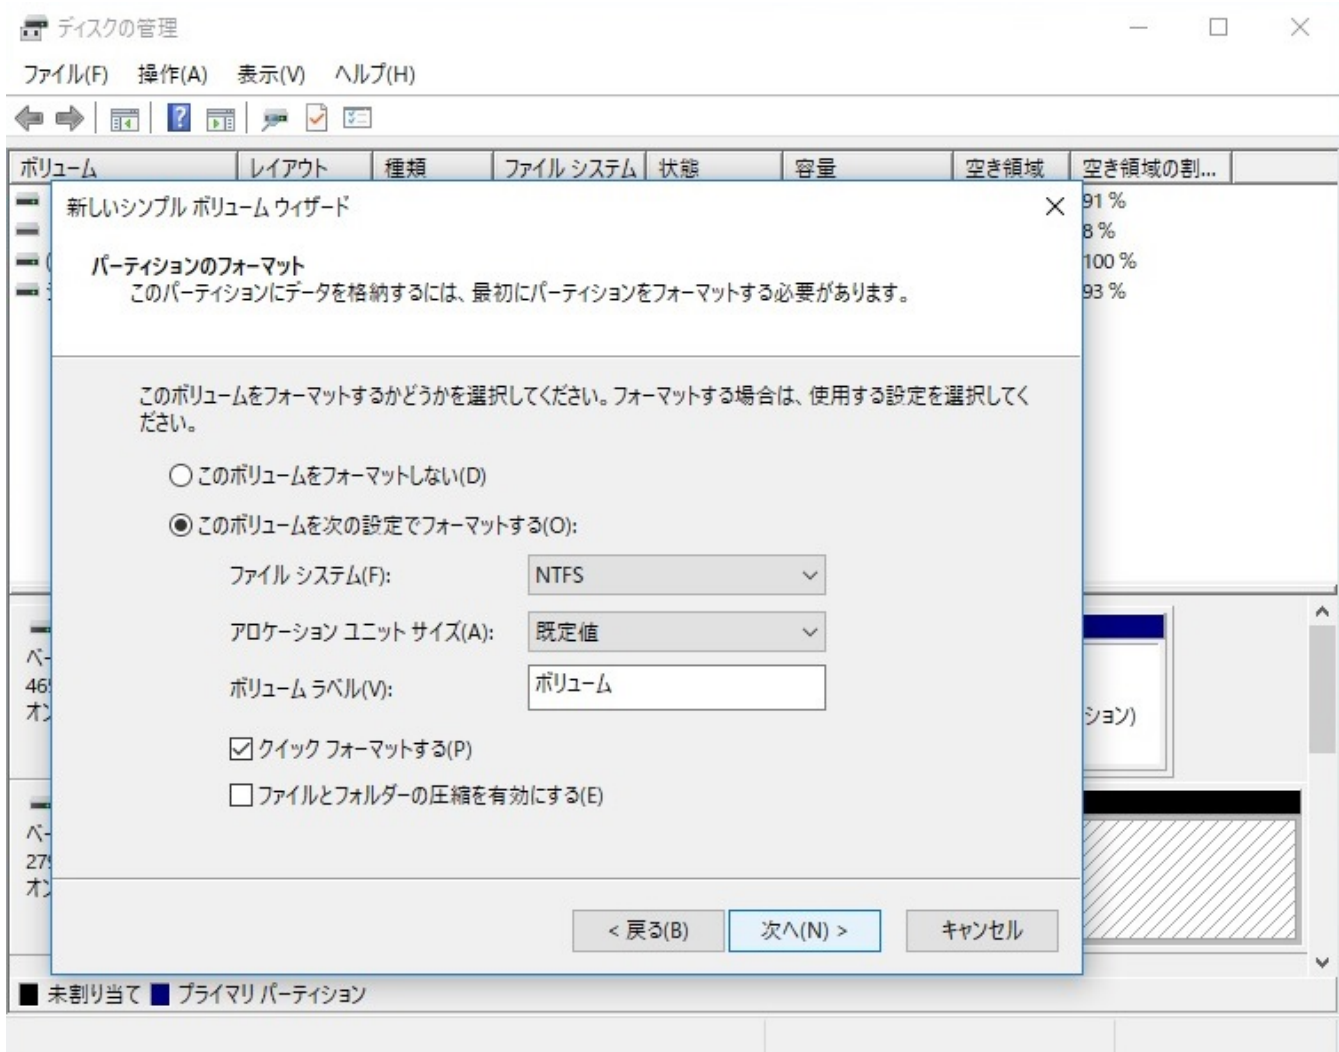 ディスクの管理
ファイル(F) 操作(A) 表示(V) ヘルプ(H)
ボリューム レイアウト 種類 ファイル システム 状態 容量 空き領域 空き領域の割...
91 %
8 %
100 %
93 %
新しいシンプル ボリューム ウィザード
パーティションのフォーマット
このパーティションにデータを格納するには、最初にパーティションをフォーマットする必要があります。
このボリュームをフォーマットするかどうかを選択してください。フォーマットする場合は、使用する設定を選択してく
ださい。
このボリュームをフォーマットしない(D)
このボリュームを次の設定でフォーマットする(O):
ファイル システム(F): NTFS
アロケーション ユニット サイズ(A): 既定値
ボリューム ラベル(V): ボリューム
クイック フォーマットする(P)
ファイルとフォルダーの圧縮を有効にする(E)
< 戻る(B) 次へ(N) > キャンセル
ベー
465
オン
ション)
ベー
279
オン
未割り当て プライマリ パーティション